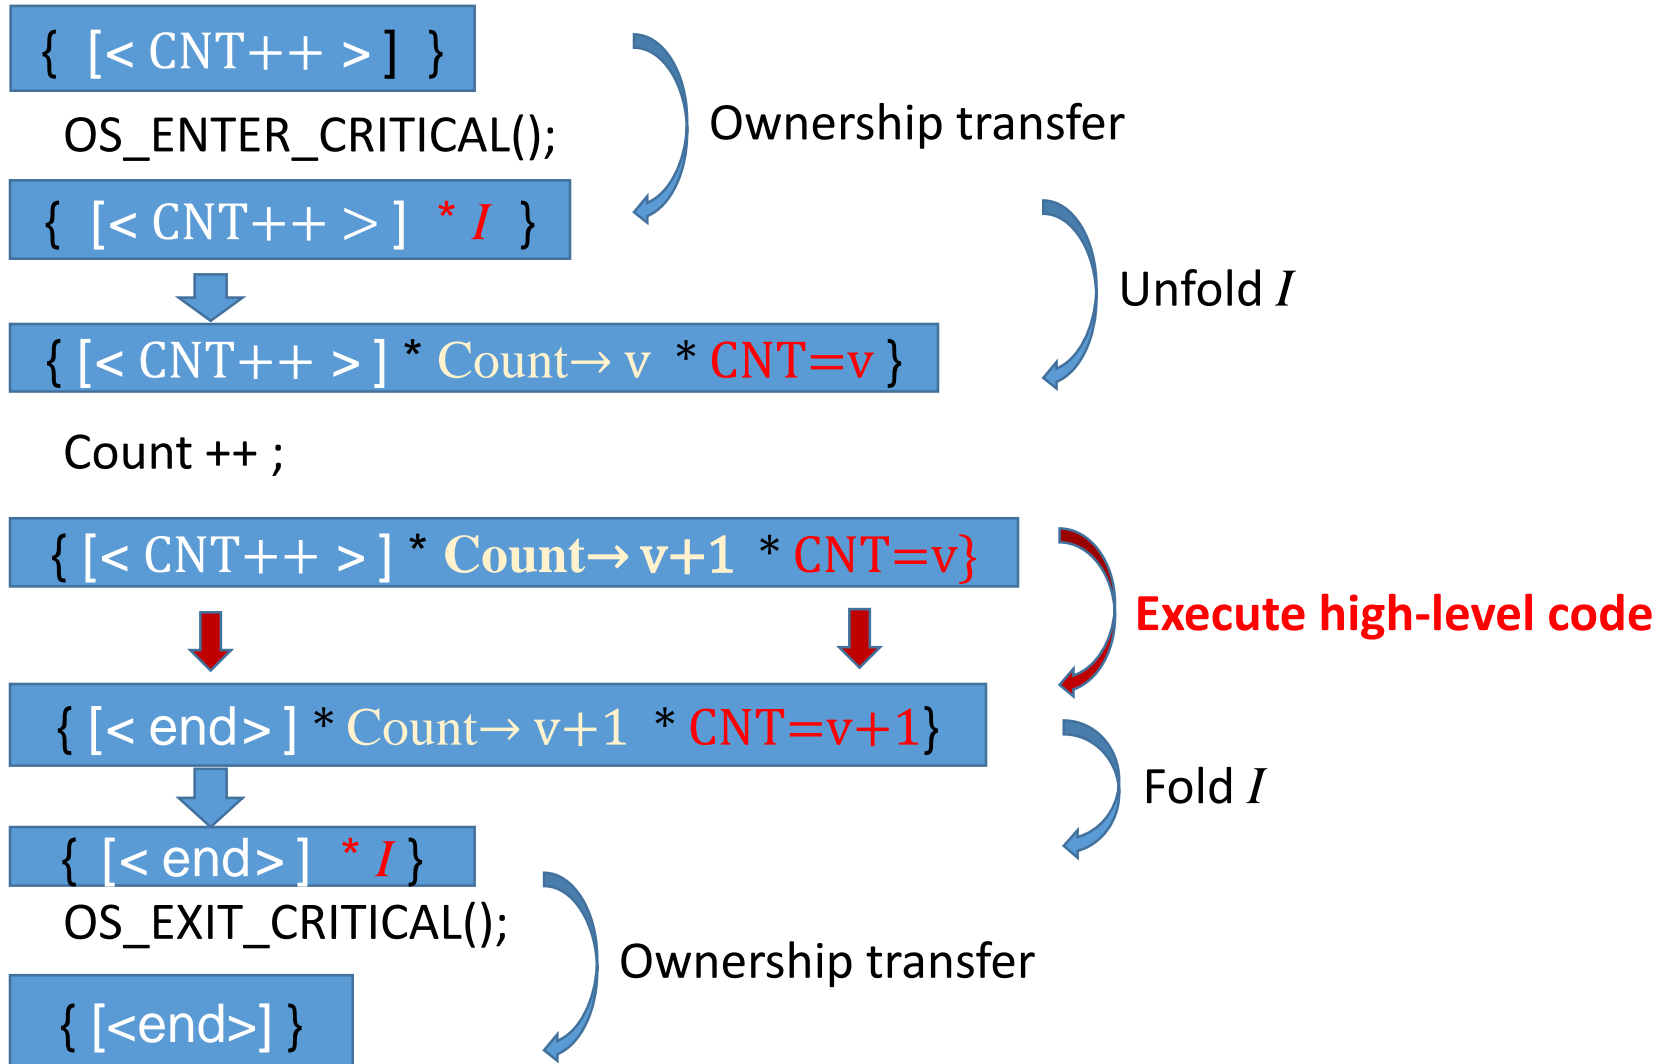 { [< CNT++ >] }
OS_ENTER_CRITICAL();
Ownership transfer
{ [< CNT++ >] * I }
Unfold I
{ [< CNT++ >] * Count→ v * CNT=v }
Count ++ ;
{ [< CNT++ >] * Count→ v+1 * CNT=v}
Execute high-level code
{ [< end> ] * Count→ v+1 * CNT=v+1}
Fold I
{ [< end> ] * I }
OS_EXIT_CRITICAL();
Ownership transfer
{ [<end>] }